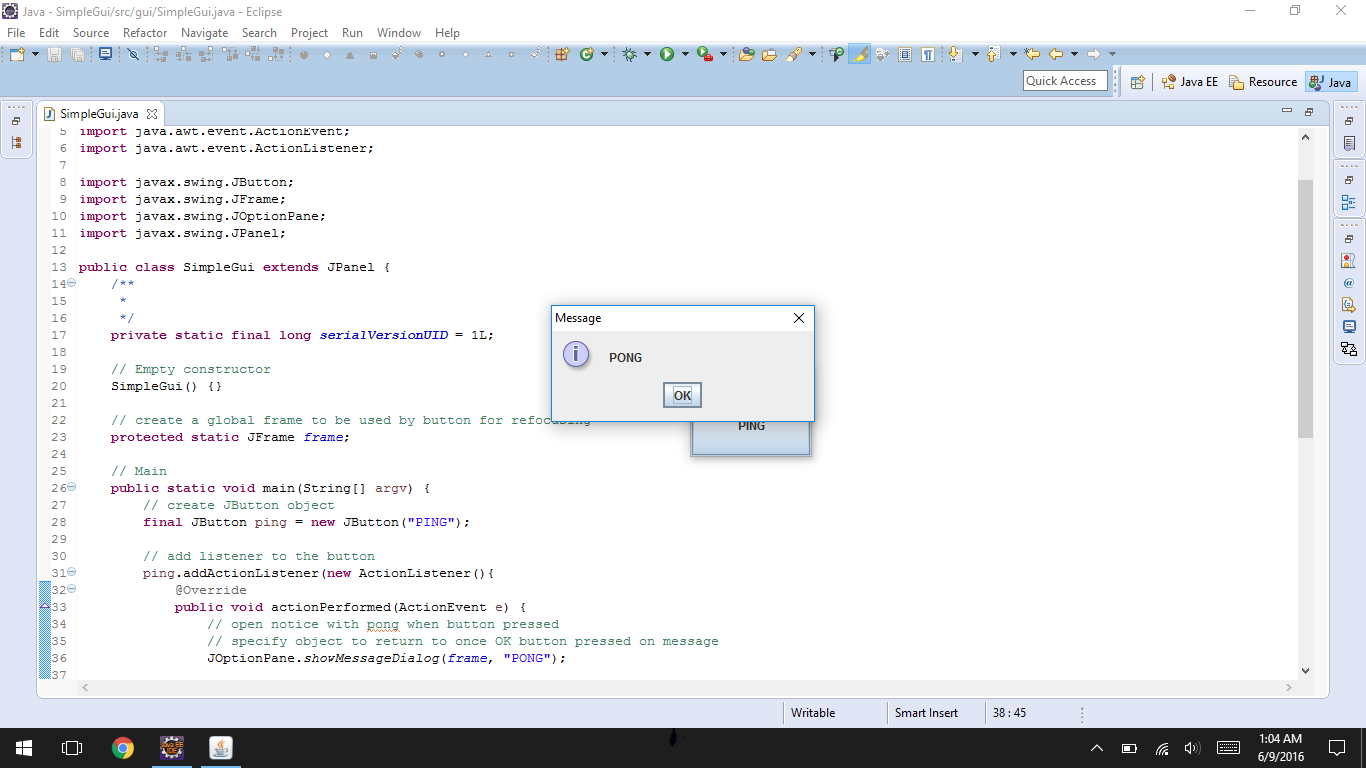 Java - SimpleGui/src/gui/SimpleGui.java - Eclipse
File Edit Source Refactor Navigate Search Project Run Window Help
Quick Access Java EE Resource Java
SimpleGui.java
5 import java.awt.event.ActionEvent;
6 import java.awt.event.ActionListener;
7
8 import javax.swing.JButton;
9 import javax.swing.JFrame;
10 import javax.swing.JOptionPane;
11 import javax.swing.JPanel;
12
13 public class SimpleGui extends JPanel {
14 /**
15 *
16 */
17 private static final long serialVersionUID = 1L;
18
19 // Empty constructor
20 SimpleGui() {}
21
22 // create a global frame to be used by button for refocusing
23 protected static JFrame frame;
24
25 // Main
26 public static void main(String[] argv) {
27 // create JButton object
28 final JButton ping = new JButton("PING");
29
30 // add listener to the button
31 ping.addActionListener(new ActionListener(){
32 @Override
33 public void actionPerformed(ActionEvent e) {
34 // open notice with pong when button pressed
35 // specify object to return to once OK button pressed on message
36 JOptionPane.showMessageDialog(frame, "PONG");
37
Message
PONG
OK
PING
Writable Smart Insert 38 : 45
1:04 AM
6/9/2016